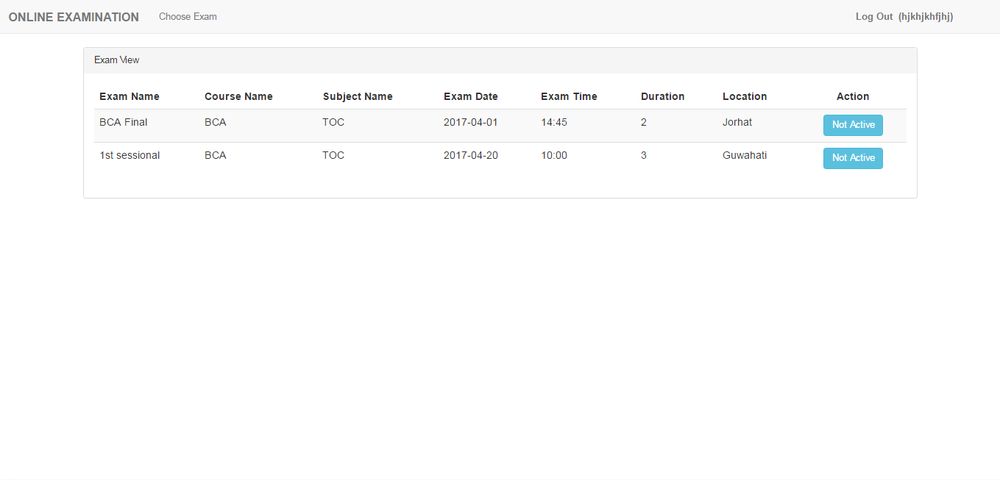 ONLINE EXAMINATION Choose Exam Log Out (hjkhjkhfjhj)
Exam View
Exam Name Course Name Subject Name Exam Date Exam Time Duration Location Action
BCA Final BCA TOC 2017-04-01 14:45 2 Jorhat Not Active
1st sessional BCA TOC 2017-04-20 10:00 3 Guwahati Not Active